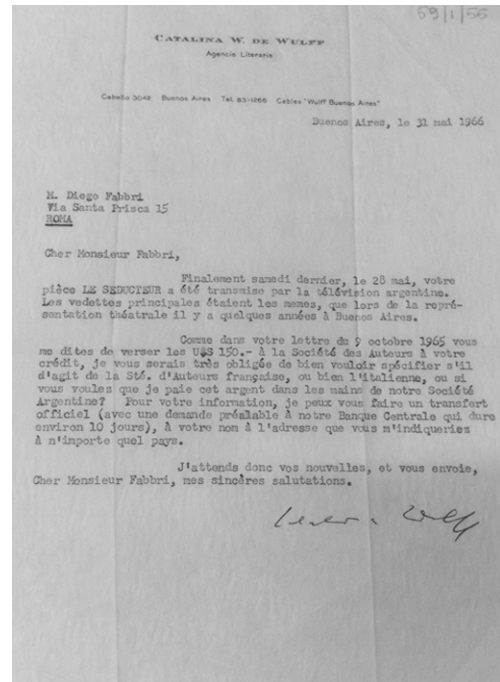 59/1/55
CATALINA W. DE WULFF
Agencia Literaria
Cabello 3048 Buenos Aires Tel. 83-1266 Cables "Wulff Buenos Aires"
Buenos Aires, le 31 mai 1966
M. Diego Fabbri
Via Santa Prisca 15
ROMA
Cher Monsieur Fabbri,
Finalement samedi dernier, le 28 mai, votre
pièce LE SEDUCTEUR a été transmise par la télévision argentine.
Les vedettes principales étaient les memes, que lors de la repré-
sentation théatrale il y a quelques années à Buenos Aires.
Comme dans votre lettre du 9 octobre 1965 vous
me dites de verser les U$S 150.- à la Société des Auteurs à votre
crédit, je vous serais très obligée de bien vouloir spécifier s'il
d'agit de la Sté. d'Auteurs française, ou bien l'italienne, ou si
vous voules que je paie cet argent dans les mains de notre Société
Argentine? Pour votre information, je peux vous faire un transfert
officiel (avec une demande préalable à notre Banque Centrale qui dure
environ 10 jours), à votre nom à l'adresse que vous m'indiqueries
à n'importe quel pays.
J'attends donc vos nouvelles, et vous envoie,
Cher Monsieur Fabbri, mes sincères salutations.